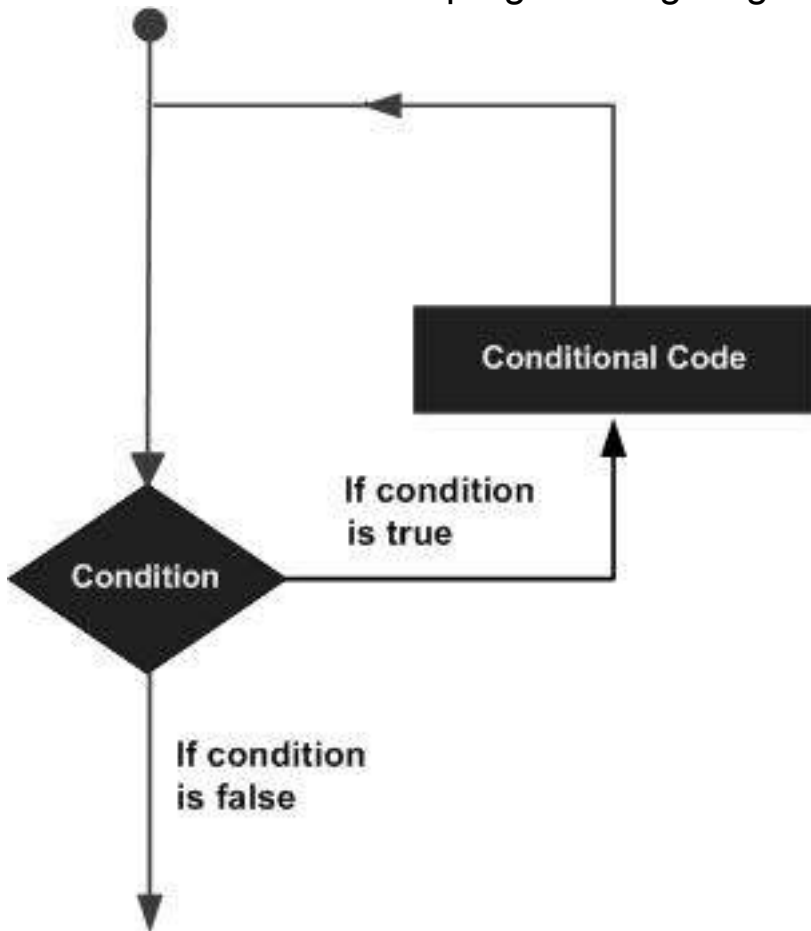 Conditional Code
If condition
is true
Condition
If condition
is false